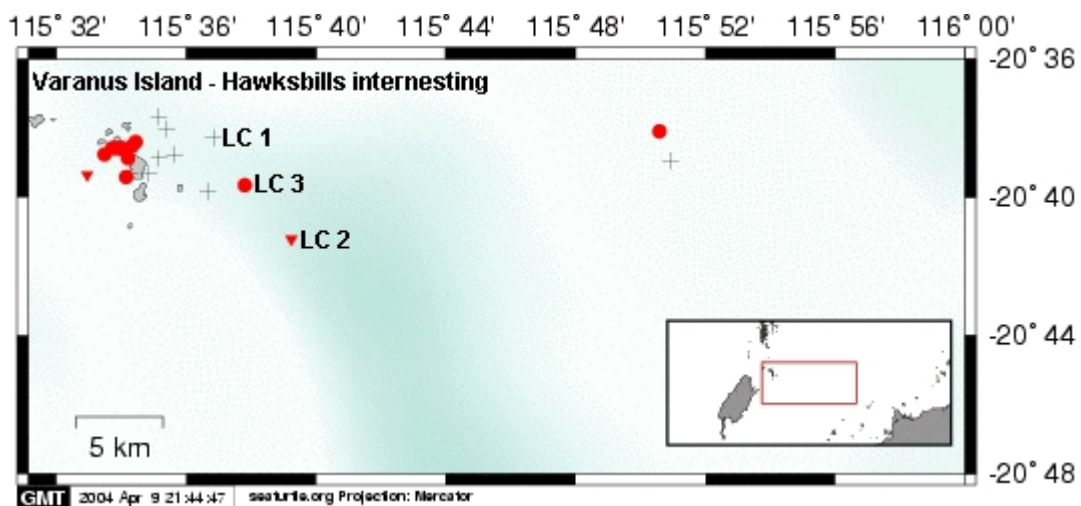 115° 32' 115° 36' 115° 40' 115° 44' 115° 48' 115° 52' 115° 56' 116° 00'
-20° 36'
Varanus Island - Hawksbills internesting
LC 1
LC 3
-20° 40'
LC 2
-20° 44'
5 km
-20° 48'
GMT 2004 Apr 9 21:44:47 seaturtle.org Projection: Mercator